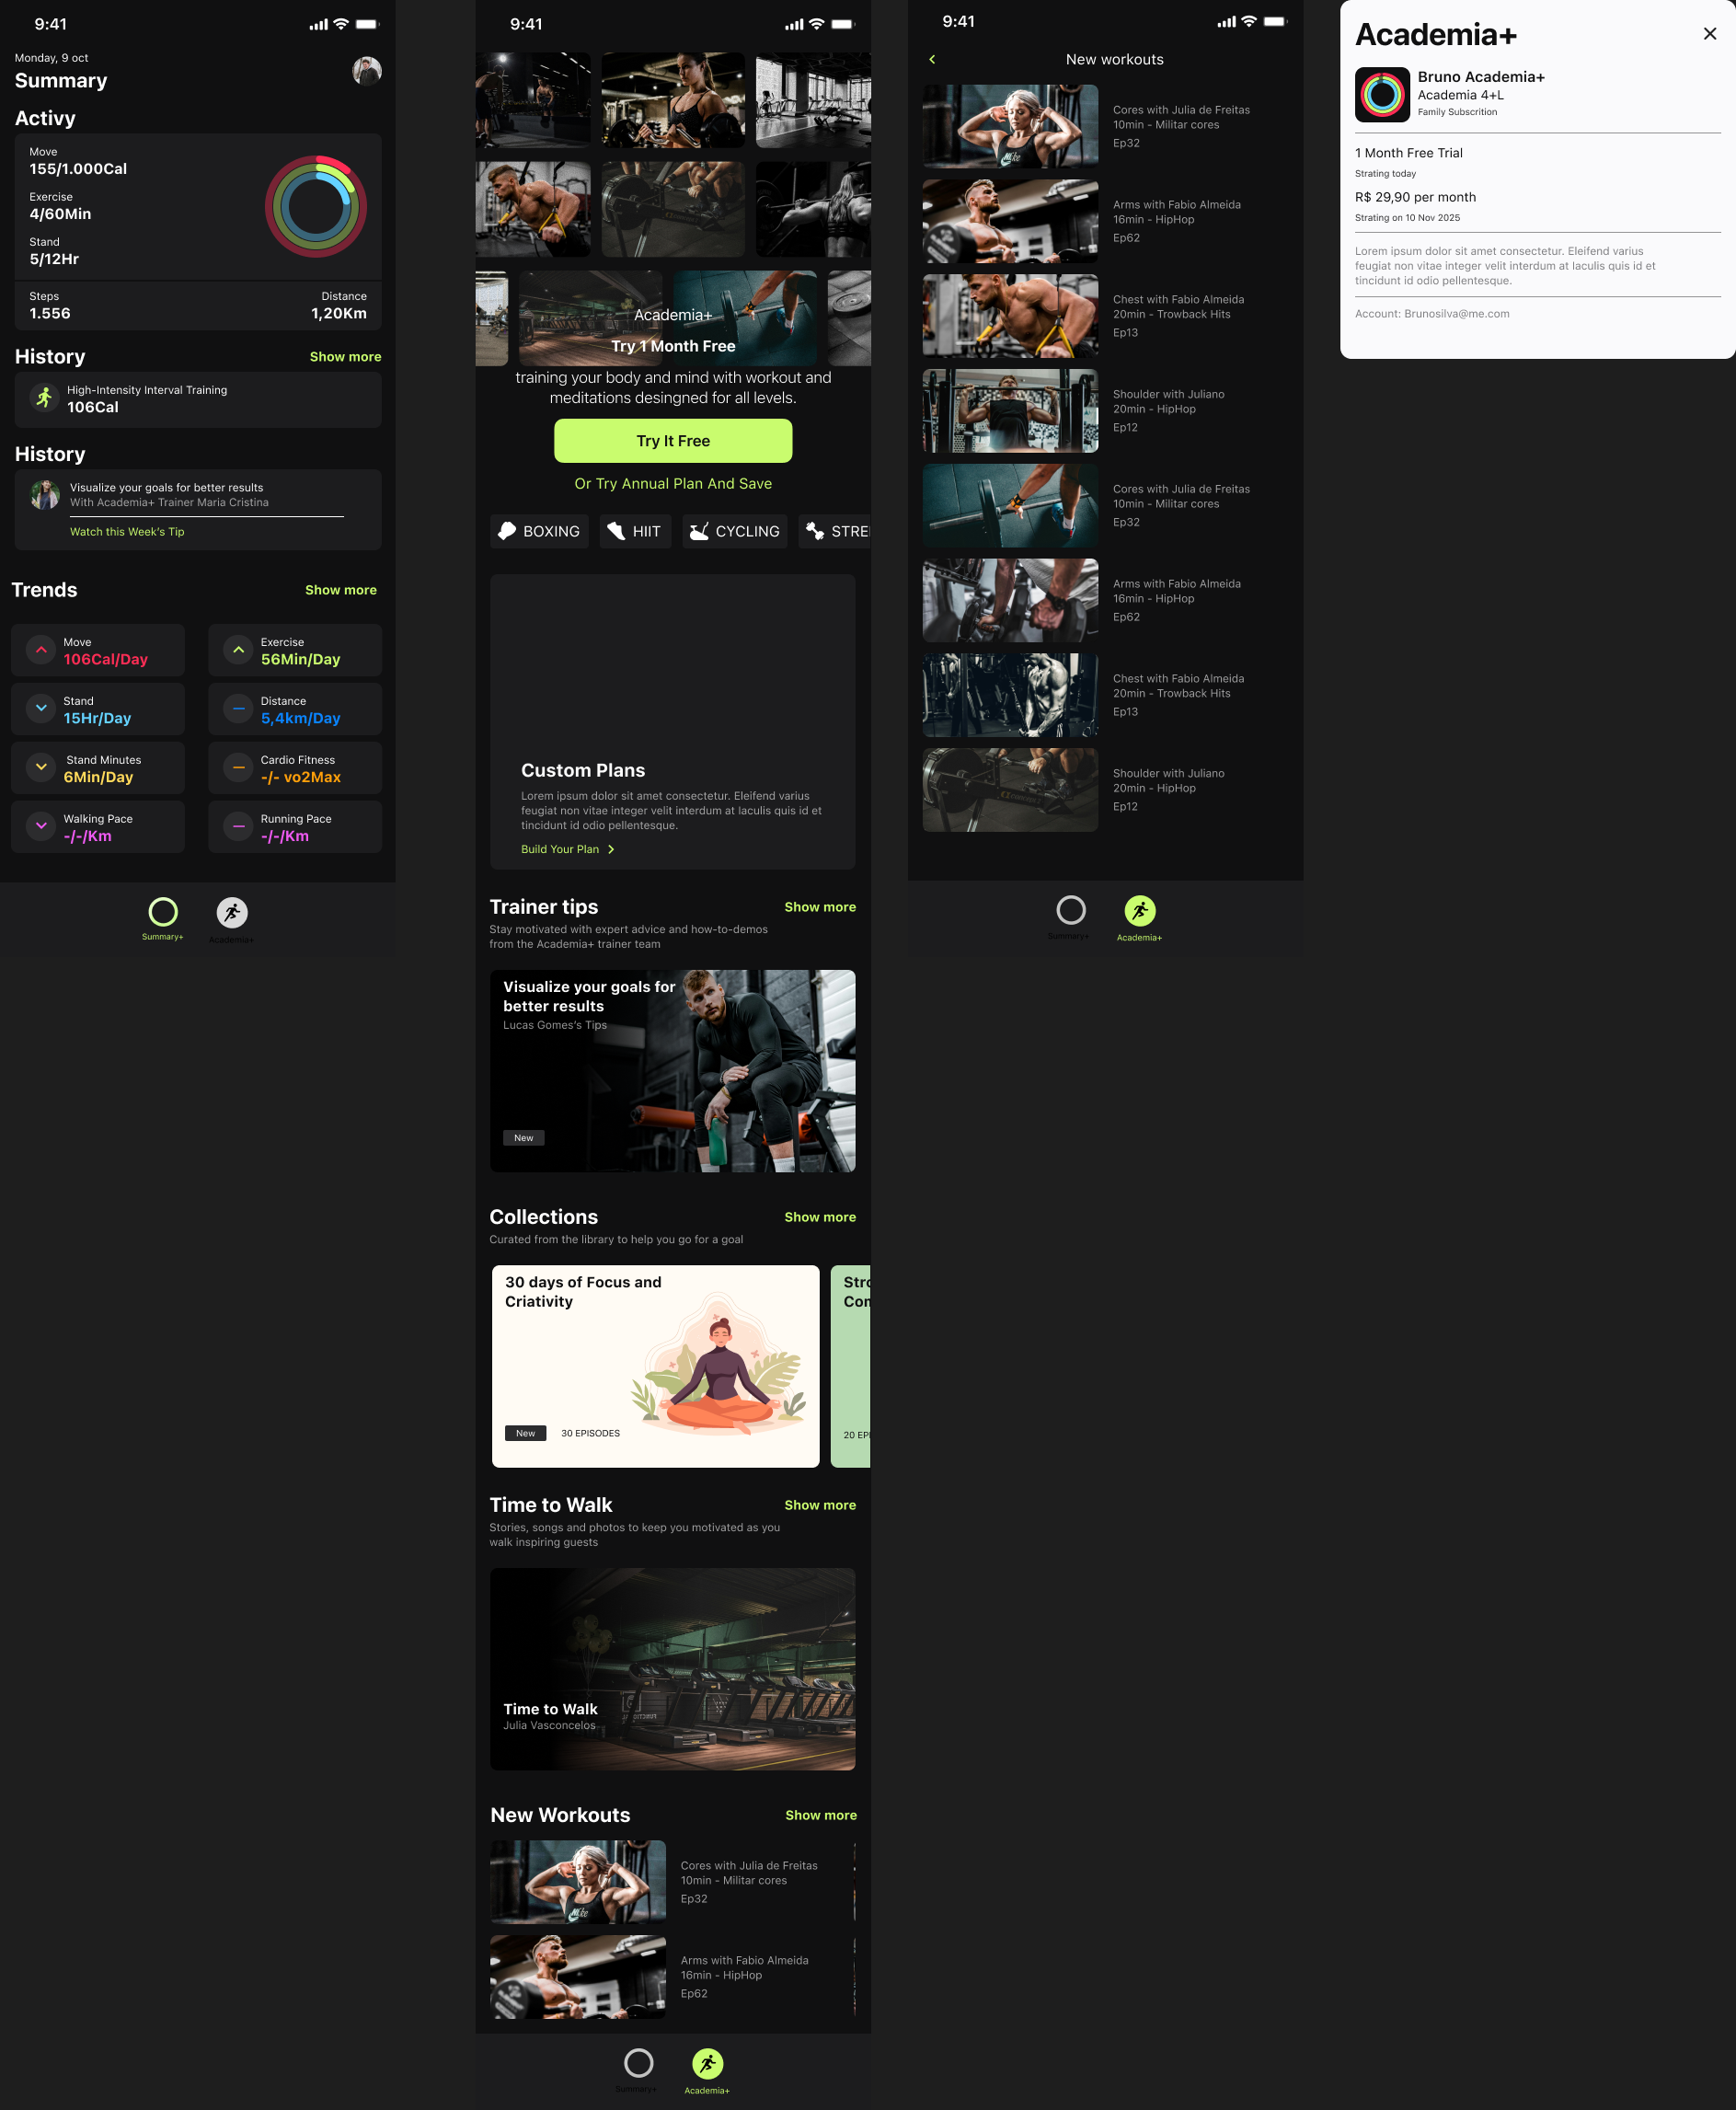 9:41
Monday, 9 oct
Summary
Activy
Move
155/1.000Cal
Exercise
4/60Min
Stand
5/12Hr
Steps
1.556
Distance
1,20Km
History
Show more
High-Intensity Interval Training
106Cal
History
Visualize your goals for better results
With Academia+ Trainer Maria Cristina
Watch this Week's Tip
Trends
Show more
Move
106Cal/Day
Exercise
56Min/Day
Stand
15Hr/Day
Distance
5,4km/Day
Stand Minutes
6Min/Day
Cardio Fitness
-/- vo2Max
Walking Pace
-/-/Km
Running Pace
-/-/Km
Summary+
Academia+
9:41
Academia+
Try 1 Month Free
training your body and mind with workout and
meditations desingned for all levels.
Try It Free
Or Try Annual Plan And Save
BOXING
HIIT
CYCLING
STRE
Custom Plans
Lorem ipsum dolor sit amet consectetur. Eleifend varius
feugiat non vitae integer velit interdum at Iaculis quis id et
tincidunt id odio pellentesque.
Build Your Plan
Trainer tips
Show more
Stay motivated with expert advice and how-to-demos
from the Academia+ trainer team
Visualize your goals for
better results
Lucas Gomes's Tips
New
Collections
Show more
Curated from the library to help you go for a goal
30 days of Focus and
Criativity
New
30 EPISODES
Stro
Con
20 EPI
Time to Walk
Show more
Stories, songs and photos to keep you motivated as you
walk inspiring guests
Time to Walk
Julia Vasconcelos
New Workouts
Show more
Cores with Julia de Freitas
10min - Militar cores
Ep32
Arms with Fabio Almeida
16min - HipHop
Ep62
Summary+
Academia+
9:41
New workouts
Cores with Julia de Freitas
10min - Militar cores
Ep32
Arms with Fabio Almeida
16min - HipHop
Ep62
Chest with Fabio Almeida
20min - Trowback Hits
Ep13
Shoulder with Juliano
20min - HipHop
Ep12
Cores with Julia de Freitas
10min - Militar cores
Ep32
Arms with Fabio Almeida
16min - HipHop
Ep62
Chest with Fabio Almeida
20min - Trowback Hits
Ep13
Shoulder with Juliano
20min - HipHop
Ep12
Summary+
Academia+
Academia+
Bruno Academia+
Academia 4+L
Family Subscrition
1 Month Free Trial
Strating today
R$ 29,90 per month
Strating on 10 Nov 2025
Lorem ipsum dolor sit amet consectetur. Eleifend varius
feugiat non vitae integer velit interdum at Iaculis quis id et
tincidunt id odio pellentesque.
Account: Brunosilva@me.com